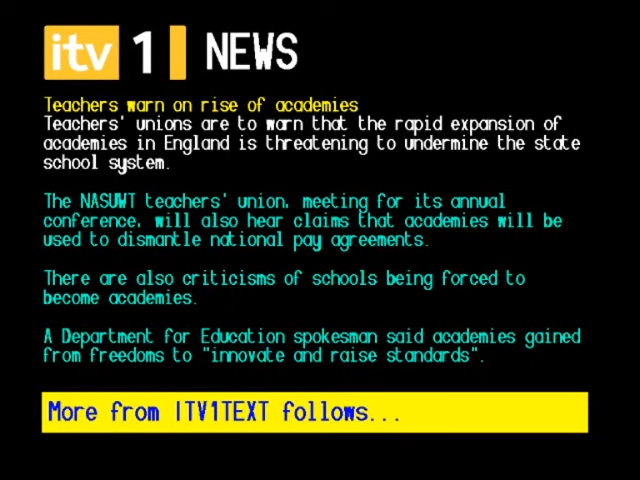 itv 1 NEWS
Teachers warn on rise of academies
Teachers' unions are to warn that the rapid expansion of
academies in England is threatening to undermine the state
school system.
The NASUWT teachers' union, meeting for its annual
conference, will also hear claims that academies will be
used to dismantle national pay agreements.
There are also criticisms of schools being forced to
become academies.
A Department for Education spokesman said academies gained
from freedoms to "innovate and raise standards".
More from ITV1TEXT follows...